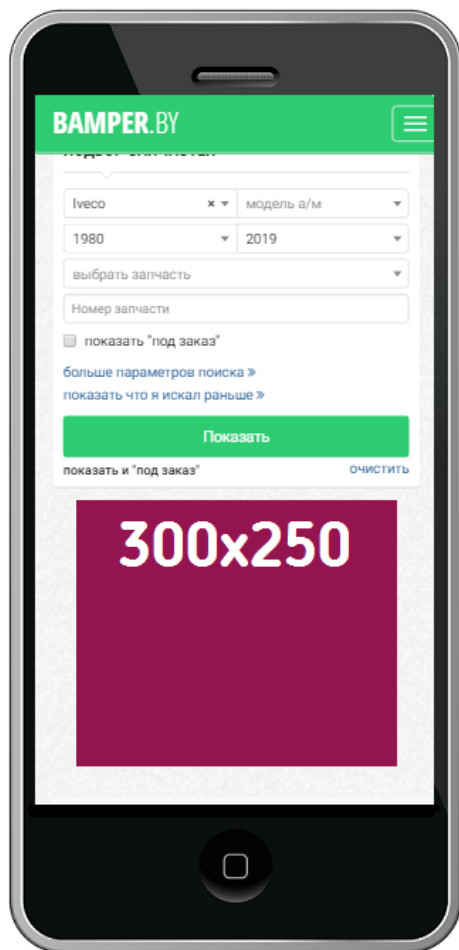 BAMPER.BY
Iveco × модель а/м
1980 2019
выбрать запчасть
Номер запчасти
показать "под заказ"
больше параметров поиска »
показать что я искал раньше »
Показать
показать и "под заказ" очистить
300x250